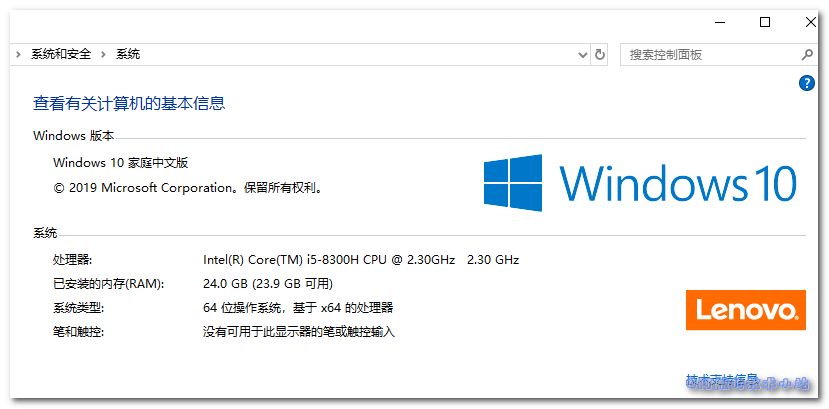 系统和安全 系统
搜索控制面板
?
查看有关计算机的基本信息
Windows 版本
Windows 10 家庭中文版
© 2019 Microsoft Corporation。保留所有权利。
Windows 10
系统
处理器: Intel(R) Core(TM) i5-8300H CPU @ 2.30GHz 2.30 GHz
已安装的内存(RAM): 24.0 GB (23.9 GB 可用)
系统类型: 64 位操作系统，基于 x64 的处理器
笔和触控: 没有可用于此显示器的笔或触控输入
Lenovo
技术支持信息